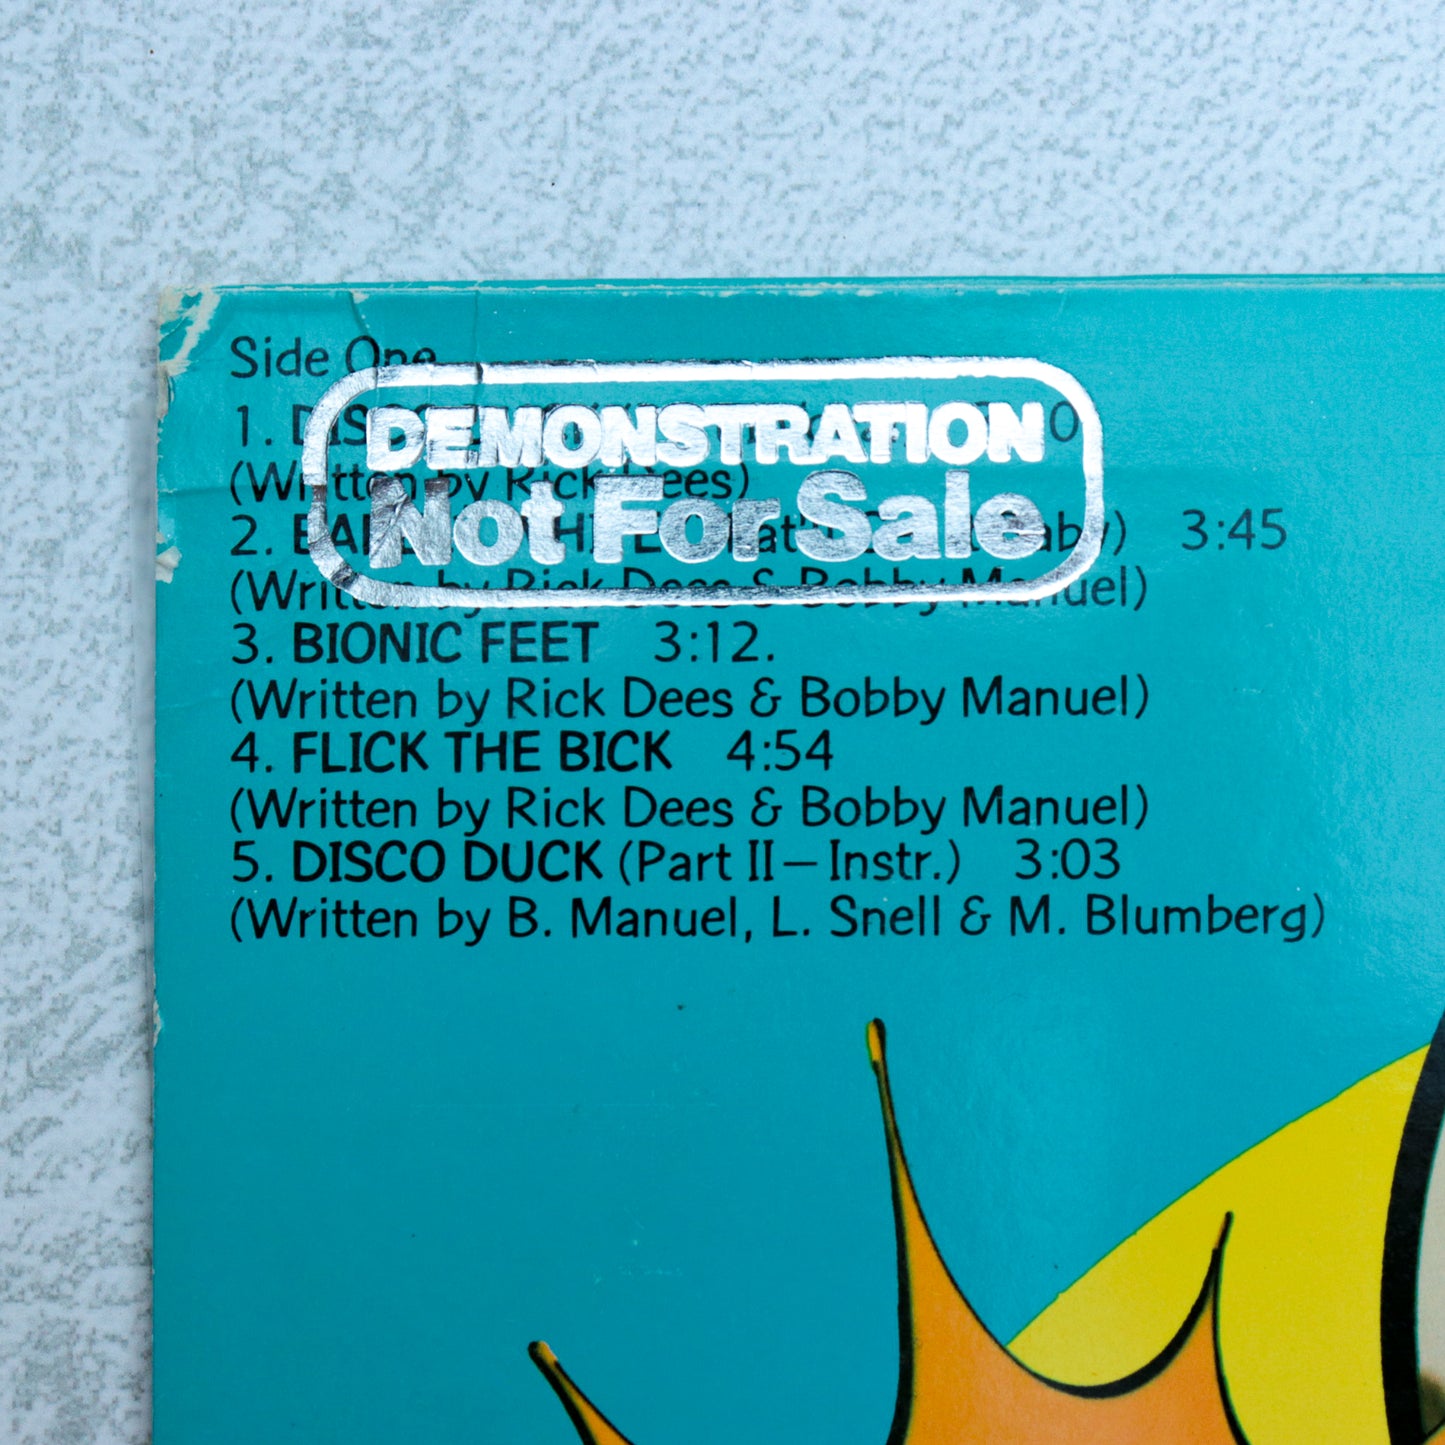 Side One
DEMONSTRATION
Not For Sale
1. DISCO
(Written by Rick Dees)
2. 3:45
(Written by Rick Dees & Bobby Manuel)
3. BIONIC FEET 3:12.
(Written by Rick Dees & Bobby Manuel)
4. FLICK THE BICK 4:54
(Written by Rick Dees & Bobby Manuel)
5. DISCO DUCK (Part II—Instr.) 3:03
(Written by B. Manuel, L. Snell & M. Blumberg)